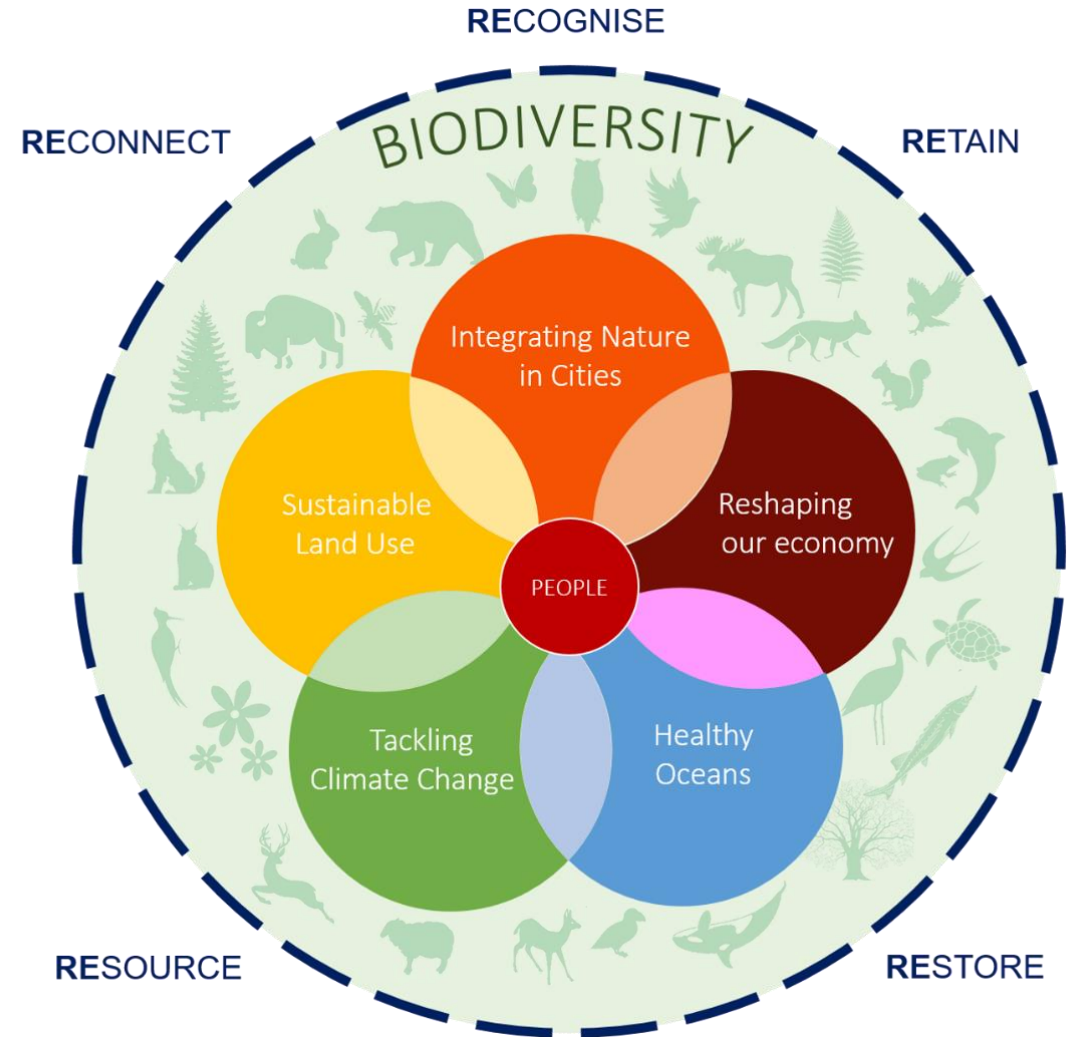 RECOGNISE
RECONNECT
RETAIN
BIODIVERSITY
Integrating Nature
in Cities
Sustainable
Land Use
Reshaping
our economy
PEOPLE
Tackling
Climate Change
Healthy
Oceans
RESOURCE
RESTORE